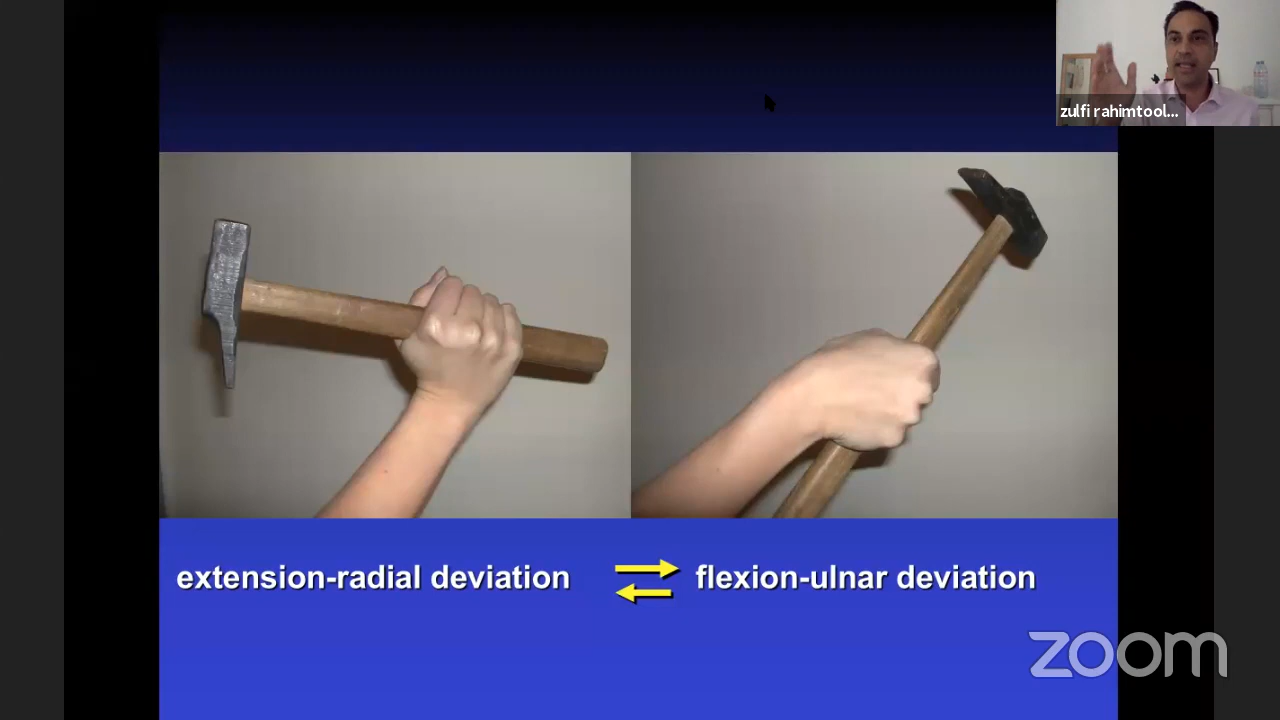 zulfi rahimtool...
extension-radial deviation
flexion-ulnar deviation
zoom